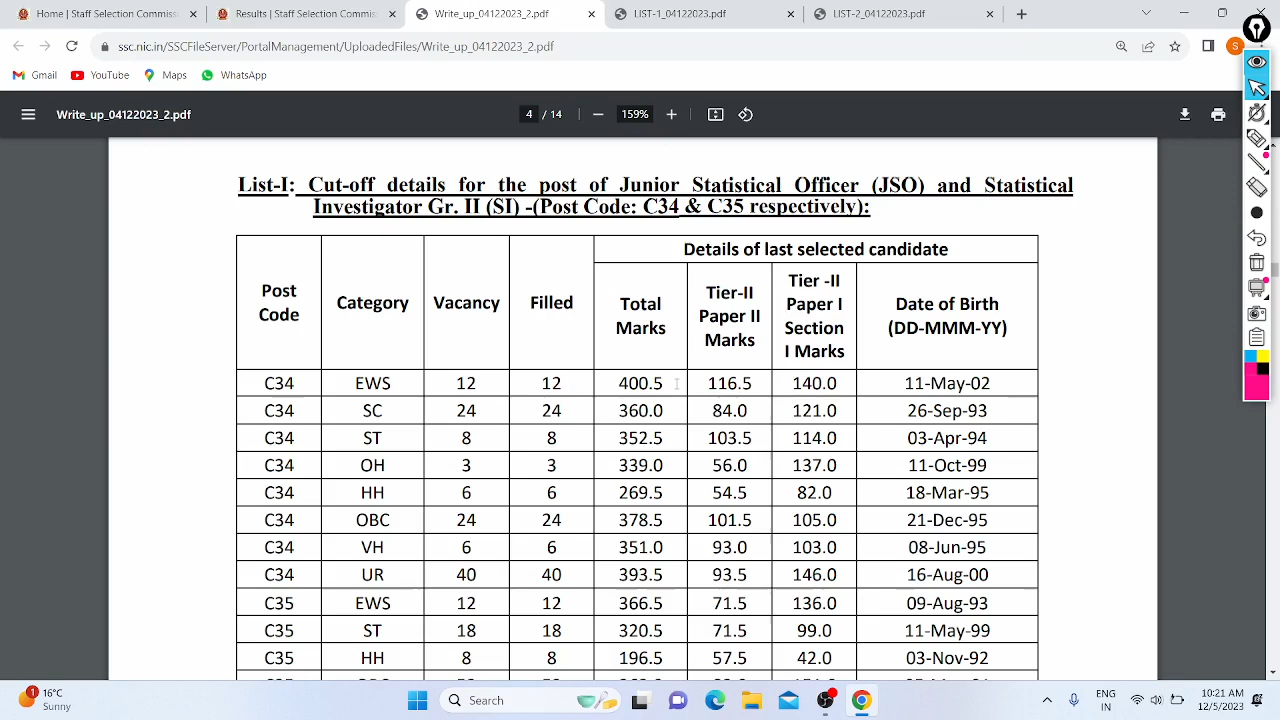 Home | Staff Selection Commissi
Results | Staff Selection Commi
Write_up_04122023_2.pdf
LIST-1_04122023.pdf
LIST-2_04122023.pdf
ssc.nic.in/SSCFileServer/PortalManagement/UploadedFiles/Write_up_04122023_2.pdf
S
Gmail YouTube Maps WhatsApp
Write_up_04122023_2.pdf 4 / 14 159%
List-I: Cut-off details for the post of Junior Statistical Officer (JSO) and Statistical
Investigator Gr. II (SI) -(Post Code: C34 & C35 respectively):
Post Code Category Vacancy Filled Details of last selected candidate
Total Marks Tier-II Paper II Marks Tier -II Paper I Section I Marks Date of Birth (DD-MMM-YY)
C34 EWS 12 12 400.5 116.5 140.0 11-May-02
C34 SC 24 24 360.0 84.0 121.0 26-Sep-93
C34 ST 8 8 352.5 103.5 114.0 03-Apr-94
C34 OH 3 3 339.0 56.0 137.0 11-Oct-99
C34 HH 6 6 269.5 54.5 82.0 18-Mar-95
C34 OBC 24 24 378.5 101.5 105.0 21-Dec-95
C34 VH 6 6 351.0 93.0 103.0 08-Jun-95
C34 UR 40 40 393.5 93.5 146.0 16-Aug-00
C35 EWS 12 12 366.5 71.5 136.0 09-Aug-93
C35 ST 18 18 320.5 71.5 99.0 11-May-99
C35 HH 8 8 196.5 57.5 42.0 03-Nov-92
1
16°C
Sunny
Search
ENG
IN
10:21 AM
12/5/2023